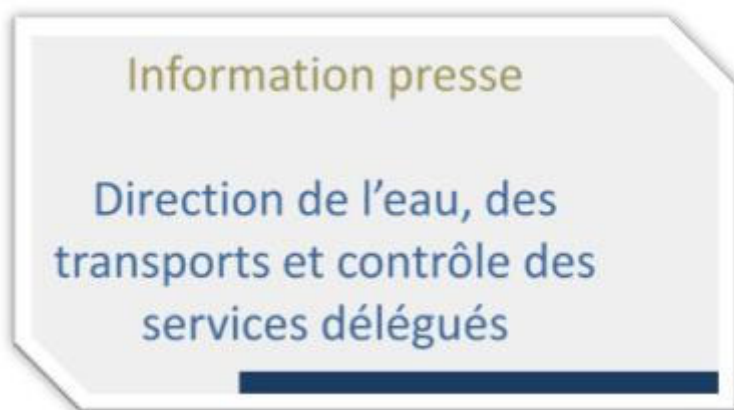 Information presse
Direction de l’eau, des
transports et contrôle des
services délégués